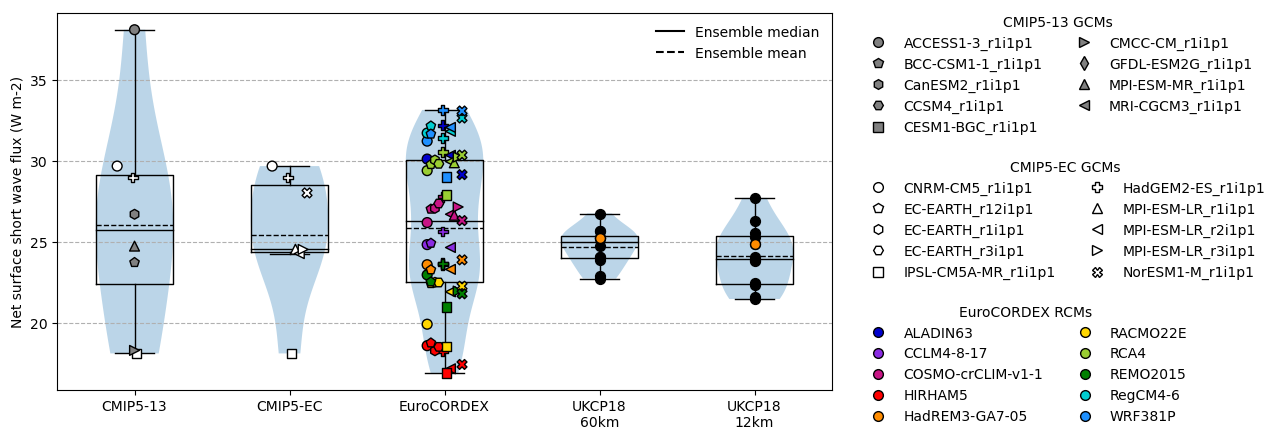 Net surface short wave flux (W m-2)
35
30
25
20
Ensemble median
Ensemble mean
CMIP5-13
CMIP5-EC
EuroCORDEX
UKCP18
60km
UKCP18
12km
CMIP5-13 GCMs
ACCESS1-3_r1i1p1
BCC-CSM1-1_r1i1p1
CanESM2_r1i1p1
CCSM4_r1i1p1
CESM1-BGC_r1i1p1
CMCC-CM_r1i1p1
GFDL-ESM2G_r1i1p1
MPI-ESM-MR_r1i1p1
MRI-CGCM3_r1i1p1
CMIP5-EC GCMs
CNRM-CM5_r1i1p1
EC-EARTH_r12i1p1
EC-EARTH_r1i1p1
EC-EARTH_r3i1p1
IPSL-CM5A-MR_r1i1p1
HadGEM2-ES_r1i1p1
MPI-ESM-LR_r1i1p1
MPI-ESM-LR_r2i1p1
MPI-ESM-LR_r3i1p1
NorESM1-M_r1i1p1
EuroCORDEX RCMs
ALADIN63
CCLM4-8-17
COSMO-crCLIM-v1-1
HIRHAM5
HadREM3-GA7-05
RACMO22E
RCA4
REMO2015
RegCM4-6
WRF381P